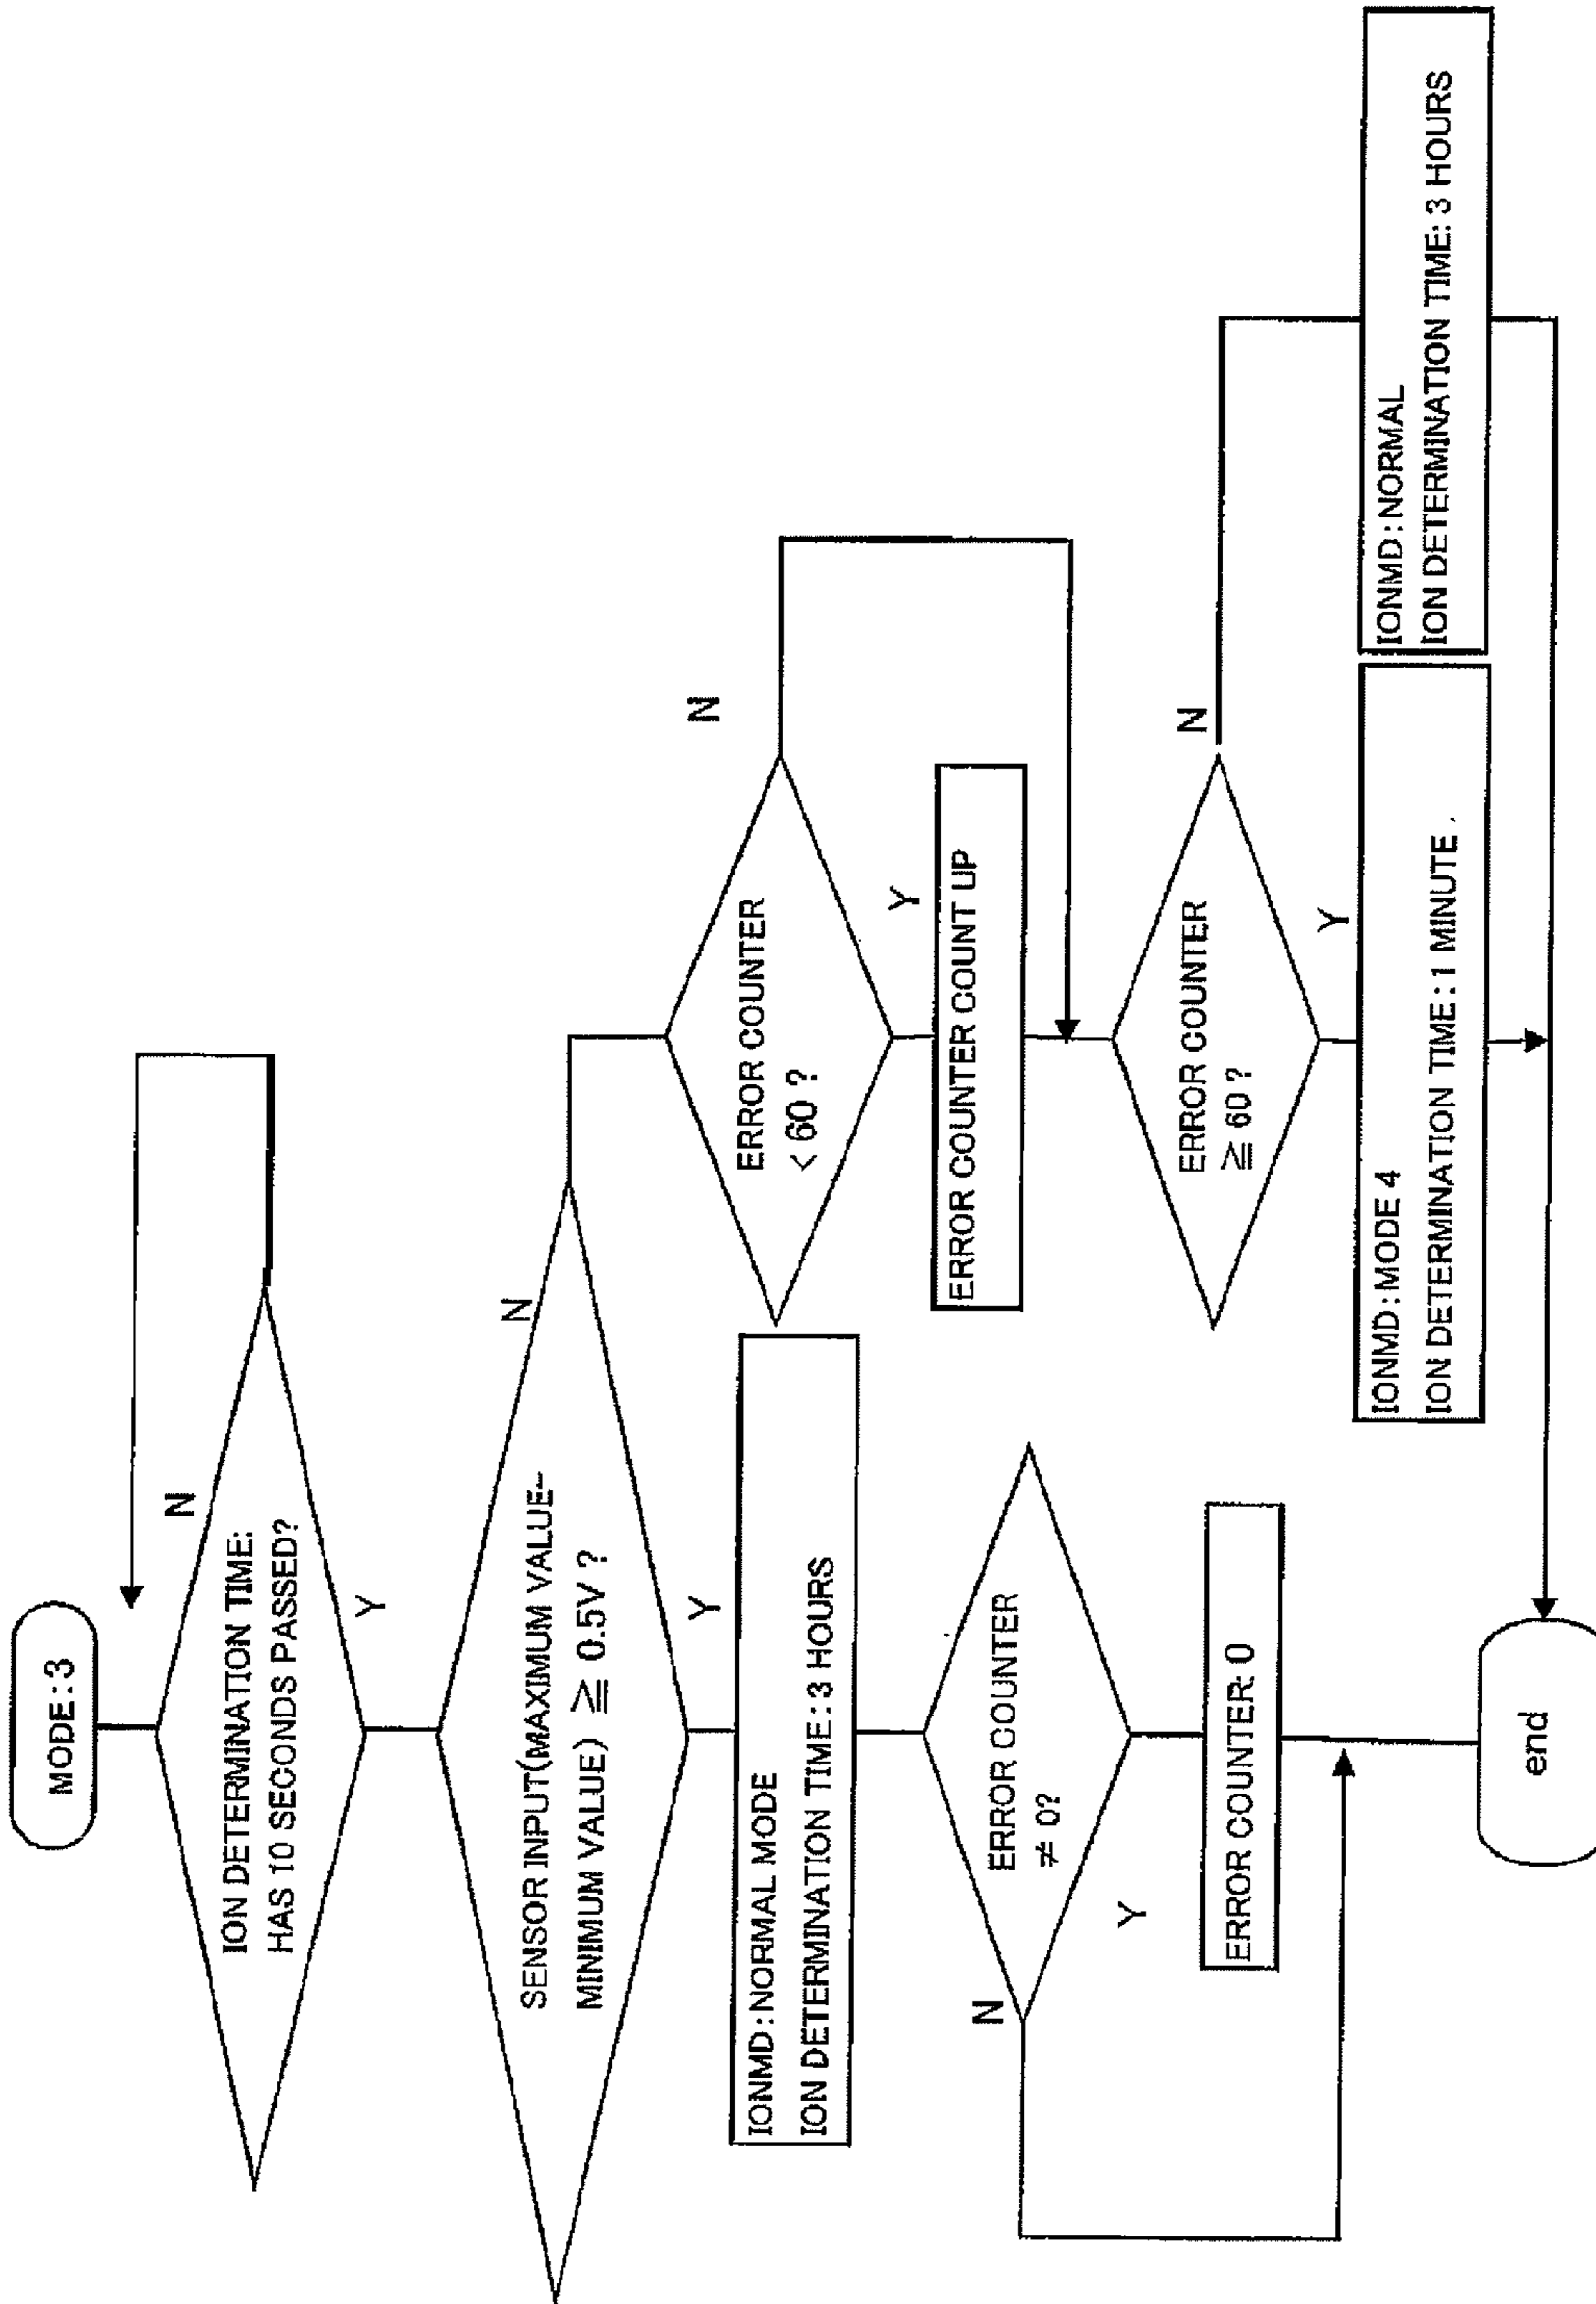 MODE:3
ION DETERMINATION TIME:
HAS 10 SECONDS PASSED?
N
Y
SENSOR INPUT(MAXIMUM VALUE-
MINIMUM VALUE) ≧ 0.5V ?
N
Y
IONMD:NORMAL MODE
ION DETERMINATION TIME:3 HOURS
ERROR COUNTER
≠ 0?
N
Y
ERROR COUNTER:0
ERROR COUNTER
< 60 ?
N
Y
ERROR COUNTER COUNT UP
ERROR COUNTER
≧ 60 ?
N
Y
IONMD:MODE 4
ION DETERMINATION TIME:1 MINUTE
IONMD:NORMAL
ION DETERMINATION TIME:3 HOURS
end